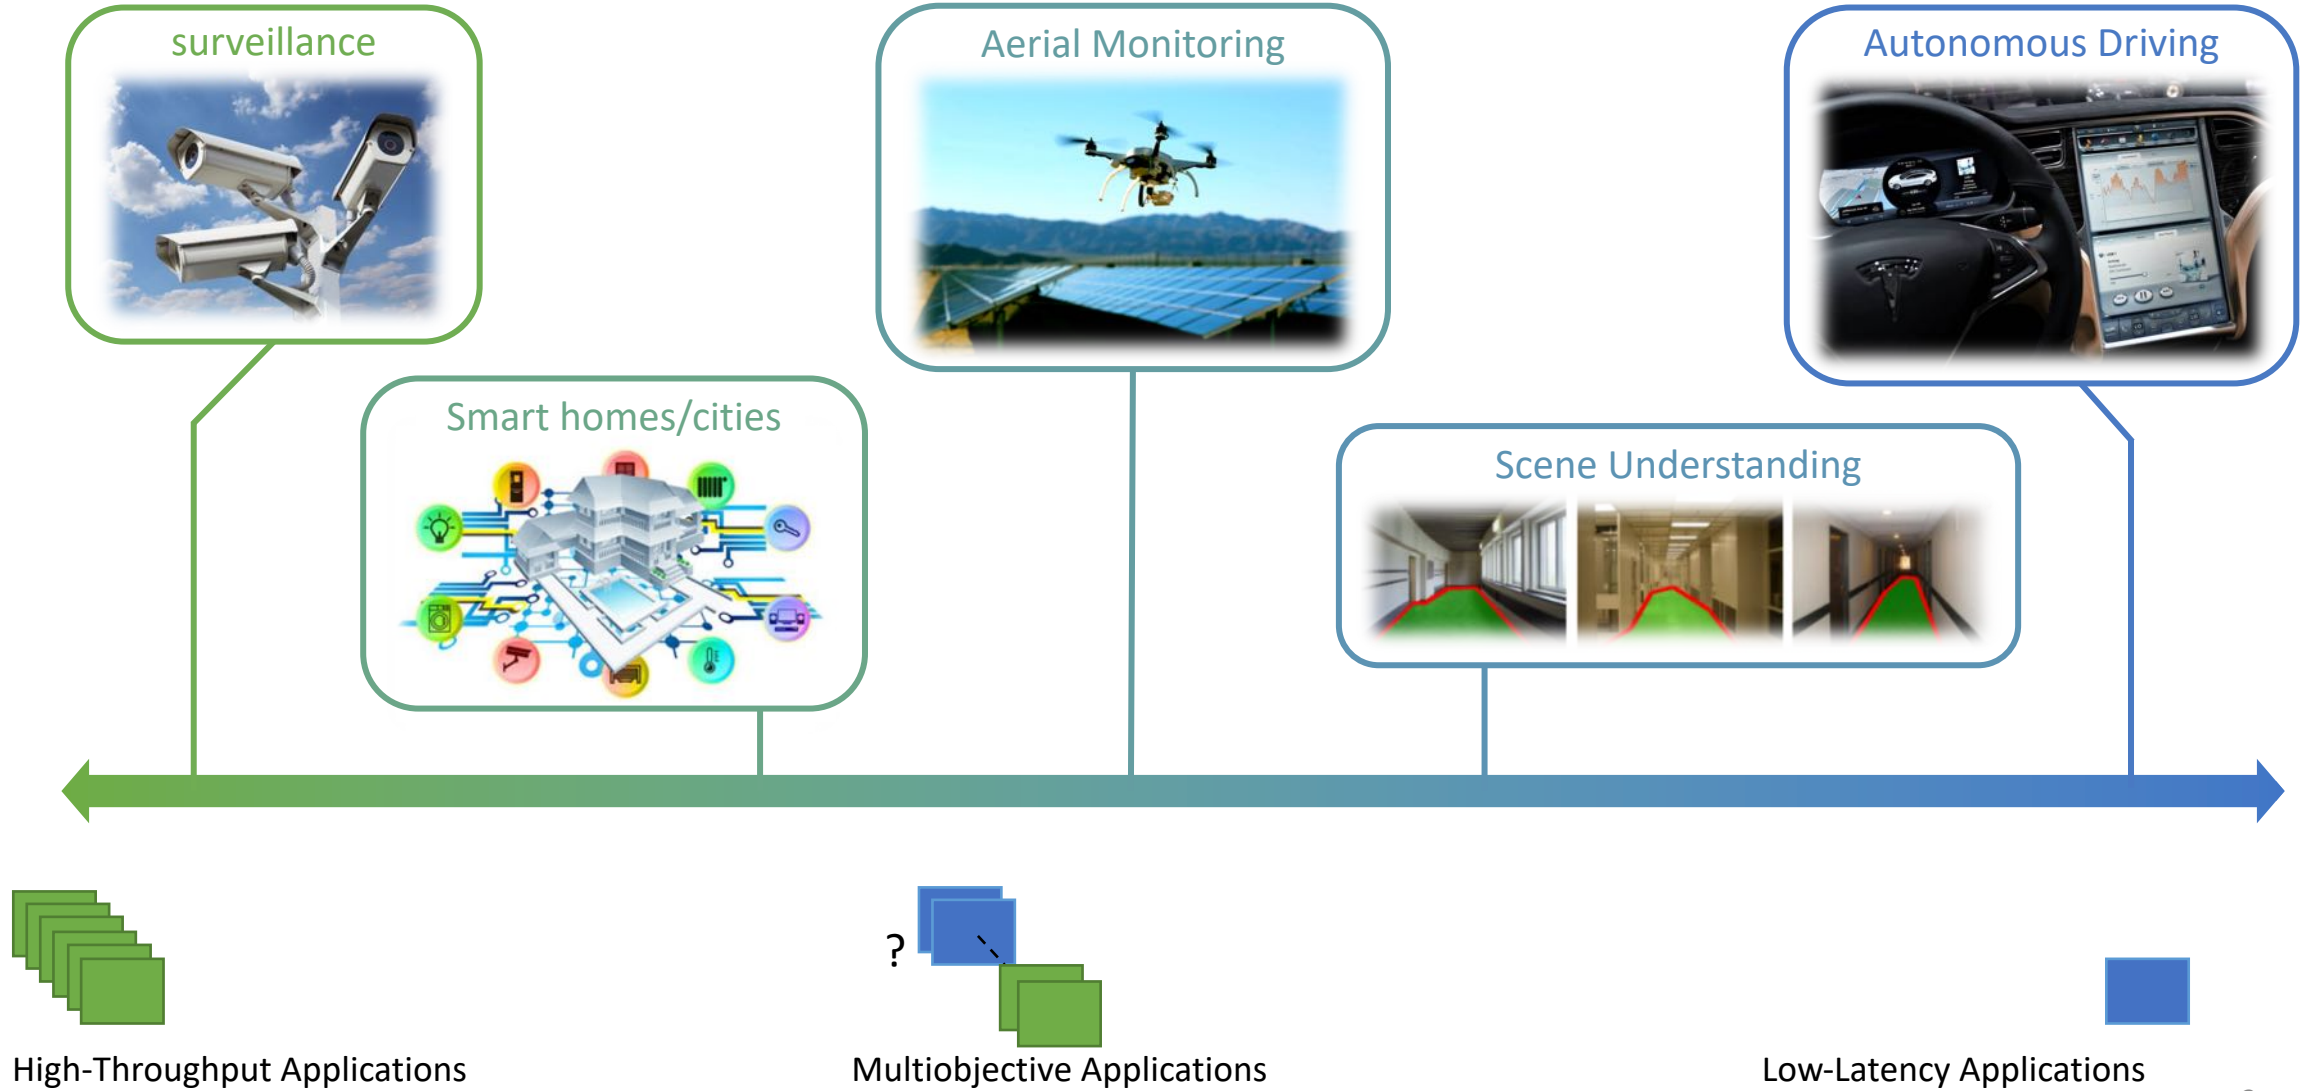 surveillance
Aerial Monitoring
Autonomous Driving
Smart homes/cities
Scene Understanding
?
High-Throughput Applications
Multiobjective Applications
Low-Latency Applications